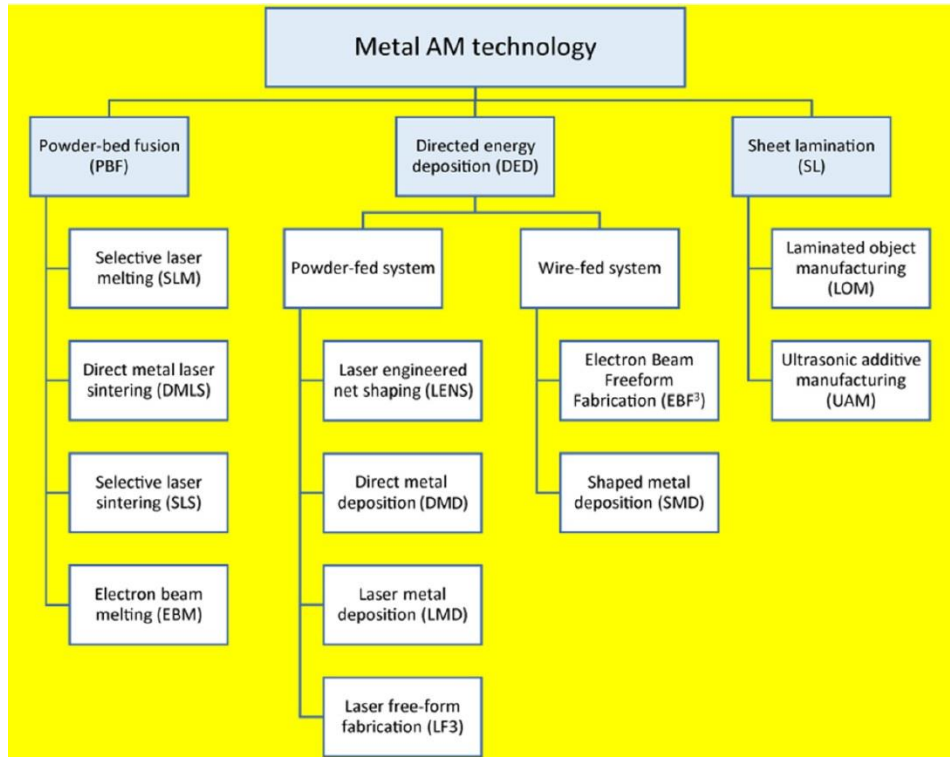 Metal AM technology
Powder-bed fusion
(PBF)
Directed energy
deposition (DED)
Sheet lamination
(SL)
Selective laser
melting (SLM)
Direct metal laser
sintering (DMLS)
Selective laser
sintering (SLS)
Electron beam
melting (EBM)
Powder-fed system
Laser engineered
net shaping (LENS)
Direct metal
deposition (DMD)
Laser metal
deposition (LMD)
Laser free-form
fabrication (LF3)
Wire-fed system
Electron Beam
Freeform
Fabrication (EBF³)
Shaped metal
deposition (SMD)
Laminated object
manufacturing
(LOM)
Ultrasonic additive
manufacturing
(UAM)